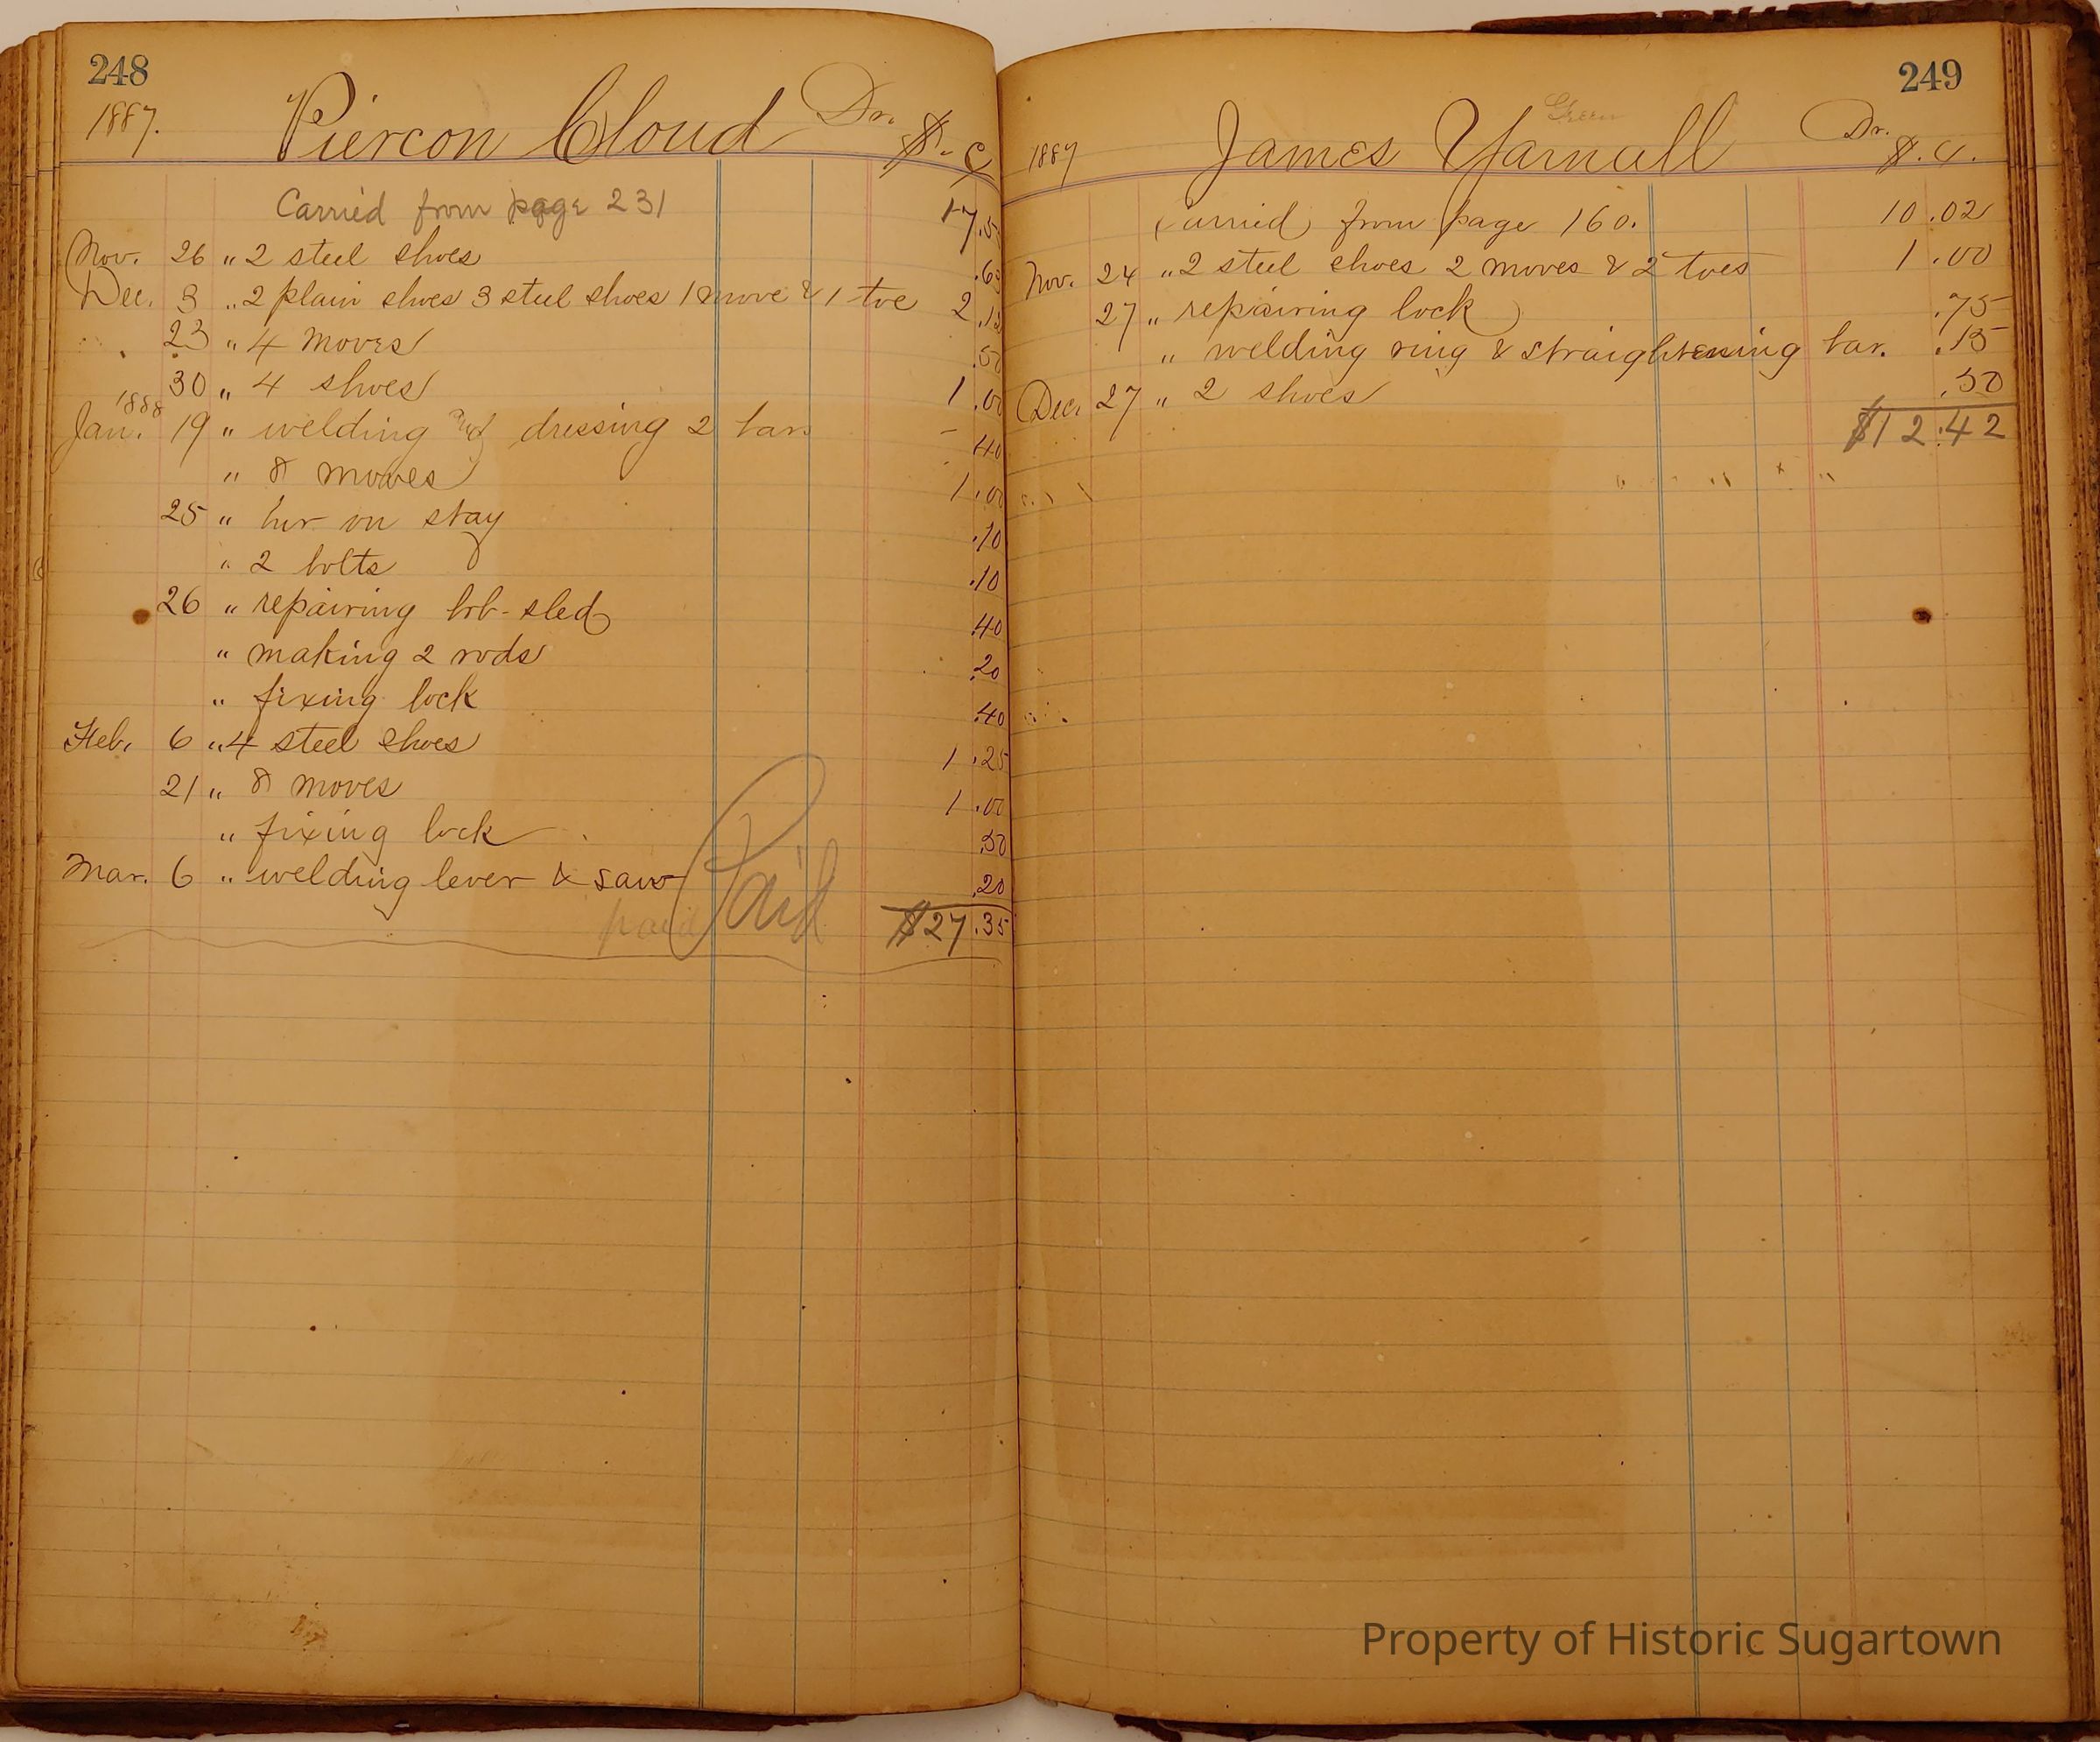 248
1887. Piercon Cloud Dr. $. c
Carried from page 231 17.5
Nov. 26 " 2 steel shoes .6
Dec. 3 " 2 plain shoes 3 steel shoes 1 move & 1 toe 2.1
23 " 4 moves .50
30 " 4 shoes 1.00
1888
Jan. 19 " welding and dressing 2 bar. 40
" 8 moves 1.00
25 " bur on stay .10
" 2 bolts .10
26 " repairing bob-sled .40
" making 2 rods .20
" fixing lock .40
Feb. 6 " 4 steel shoes 1.25
21 " 8 moves 1.00
" fixing lock .50
Mar. 6 " welding lever & saw .20
paid Paid $27.35
249
Green
1887 James Yarnall Dr. $. c.
Carried from page 160. 10.02
Nov. 24 " 2 steel shoes 2 moves & 2 toes 1.00
27 " repairing lock .75
" welding ring & straightening bar. .15
Dec. 27 " 2 shoes .50
$12.42
Property of Historic Sugartown